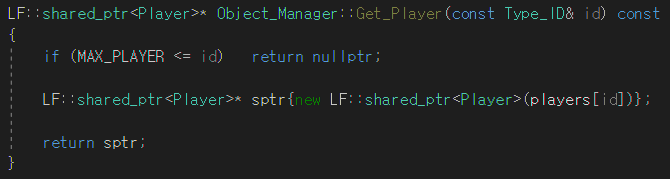 LF::shared_ptr<Player>* Object_Manager::Get_Player(const Type_ID& id) const
{
if (MAX_PLAYER <= id) return nullptr;
LF::shared_ptr<Player>* sptr{new LF::shared_ptr<Player>(players[id])};
return sptr;
}